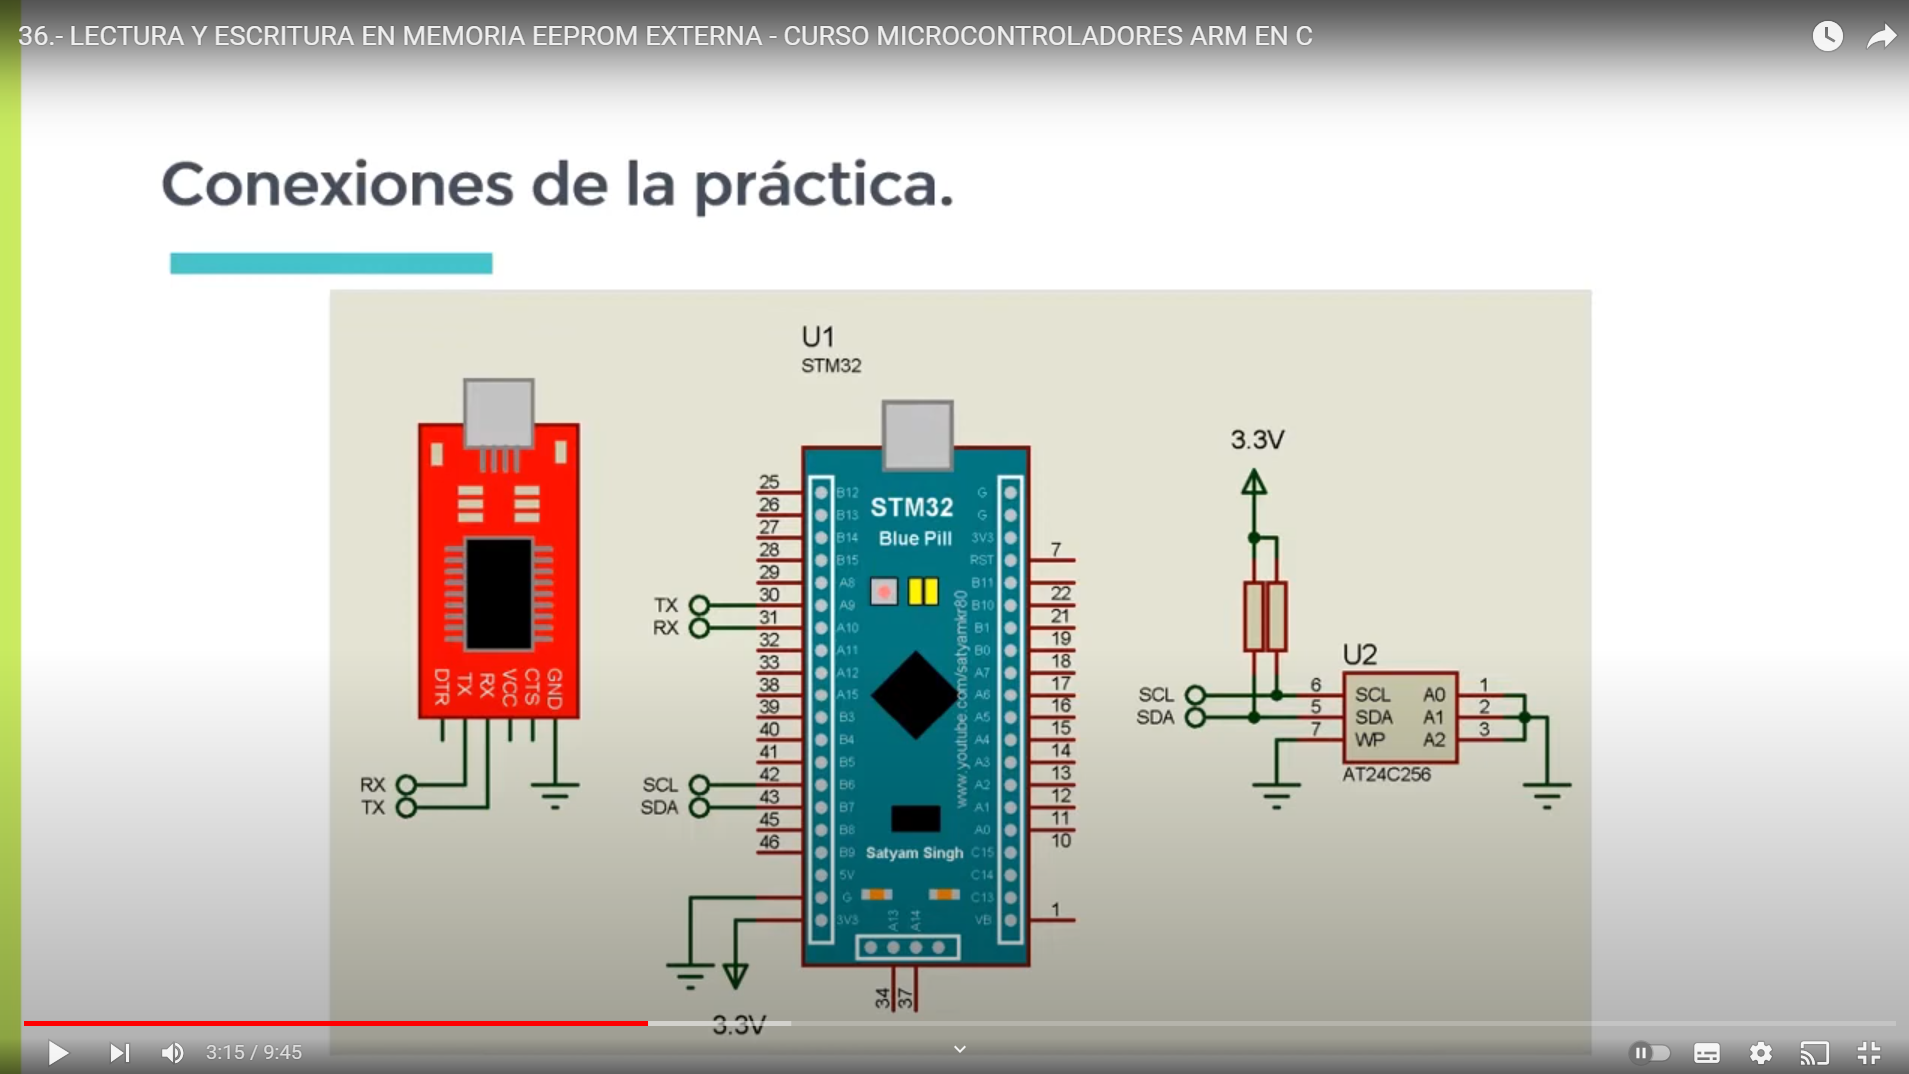 36.- LECTURA Y ESCRITURA EN MEMORIA EEPROM EXTERNA - CURSO MICROCONTROLADORES ARM EN C
Conexiones de la práctica.
DTR
TX
RX
VCC
CTS
GND
RX
TX
U1
STM32
TX
RX
SCL
SDA
25
26
27
28
29
30
31
32
33
38
39
40
41
42
43
45
46
B12
B13
B14
B15
A8
A9
A10
A11
A12
A15
B3
B4
B5
B6
B7
B8
B9
5V
G
3V3
STM32
Blue Pill
www.youtube.com/satyamkr80
Satyam Singh
A13
A14
G
G
3V3
RST
B11
B10
B1
B0
A7
A6
A5
A4
A3
A2
A1
A0
C15
C14
C13
VB
7
22
21
19
18
17
16
15
14
13
12
11
10
1
34
37
3.3V
3.3V
SCL
SDA
U2
6
5
7
SCL
SDA
WP
A0
A1
A2
1
2
3
AT24C256
3:15 / 9:45